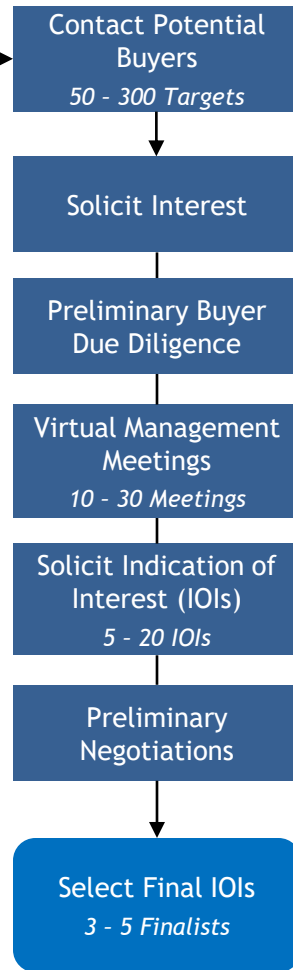 Contact Potential
Buyers
50 – 300 Targets
Solicit Interest
Preliminary Buyer
Due Diligence
Virtual Management
Meetings
10 – 30 Meetings
Solicit Indication of
Interest (IOIs)
5 – 20 IOIs
Preliminary
Negotiations
Select Final IOIs
3 – 5 Finalists